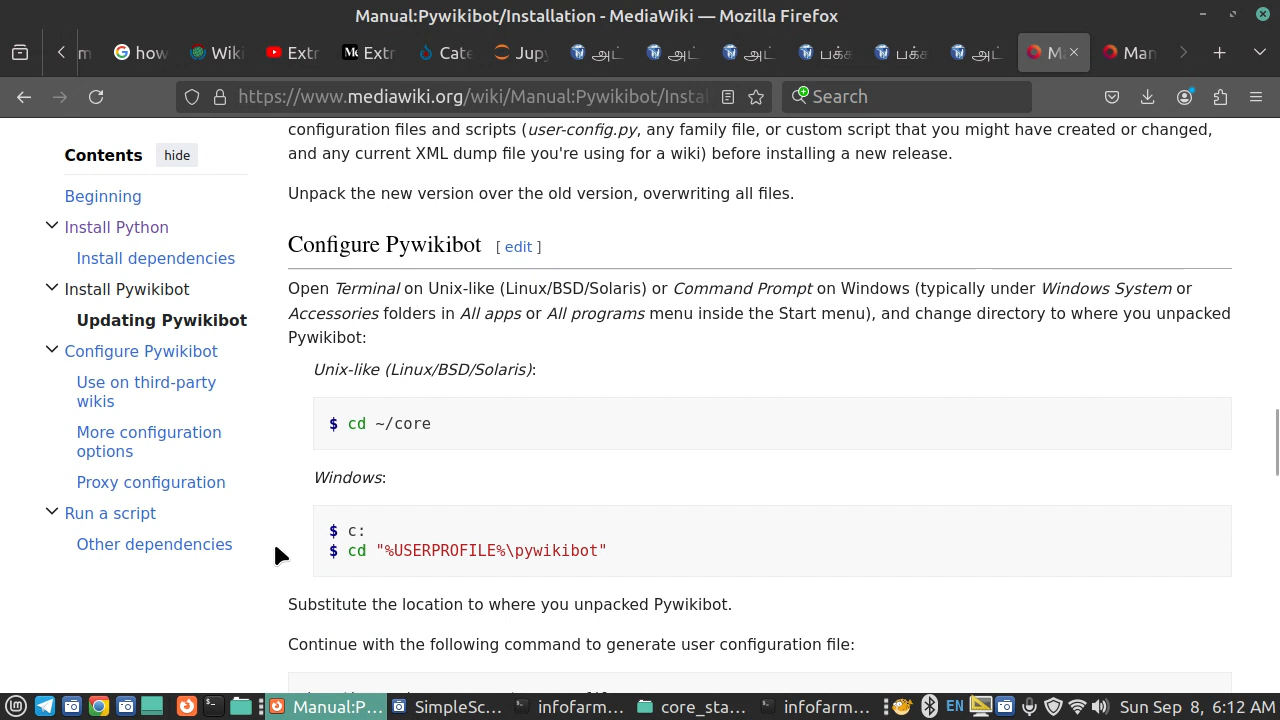 Manual:Pywikibot/Installation - MediaWiki — Mozilla Firefox
how
Wiki
Extr
Extr
Cate
Jupy
அட
அட
அட
பக்க
பக்க
அட
Man
https://www.mediawiki.org/wiki/Manual:Pywikibot/Insta
Search
configuration files and scripts (user-config.py, any family file, or custom script that you might have created or changed,
and any current XML dump file you're using for a wiki) before installing a new release.
Unpack the new version over the old version, overwriting all files.
Contents hide
Beginning
Install Python
Install dependencies
Install Pywikibot
Updating Pywikibot
Configure Pywikibot
Use on third-party
wikis
More configuration
options
Proxy configuration
Run a script
Other dependencies
Configure Pywikibot [ edit ]
Open Terminal on Unix-like (Linux/BSD/Solaris) or Command Prompt on Windows (typically under Windows System or
Accessories folders in All apps or All programs menu inside the Start menu), and change directory to where you unpacked
Pywikibot:
Unix-like (Linux/BSD/Solaris):
$ cd ~/core
Windows:
$ c:
$ cd "%USERPROFILE%\pywikibot"
Substitute the location to where you unpacked Pywikibot.
Continue with the following command to generate user configuration file:
Manual:P...
SimpleSc...
infofarm...
core_sta...
infofarm...
EN
Sun Sep 8, 6:12 AM